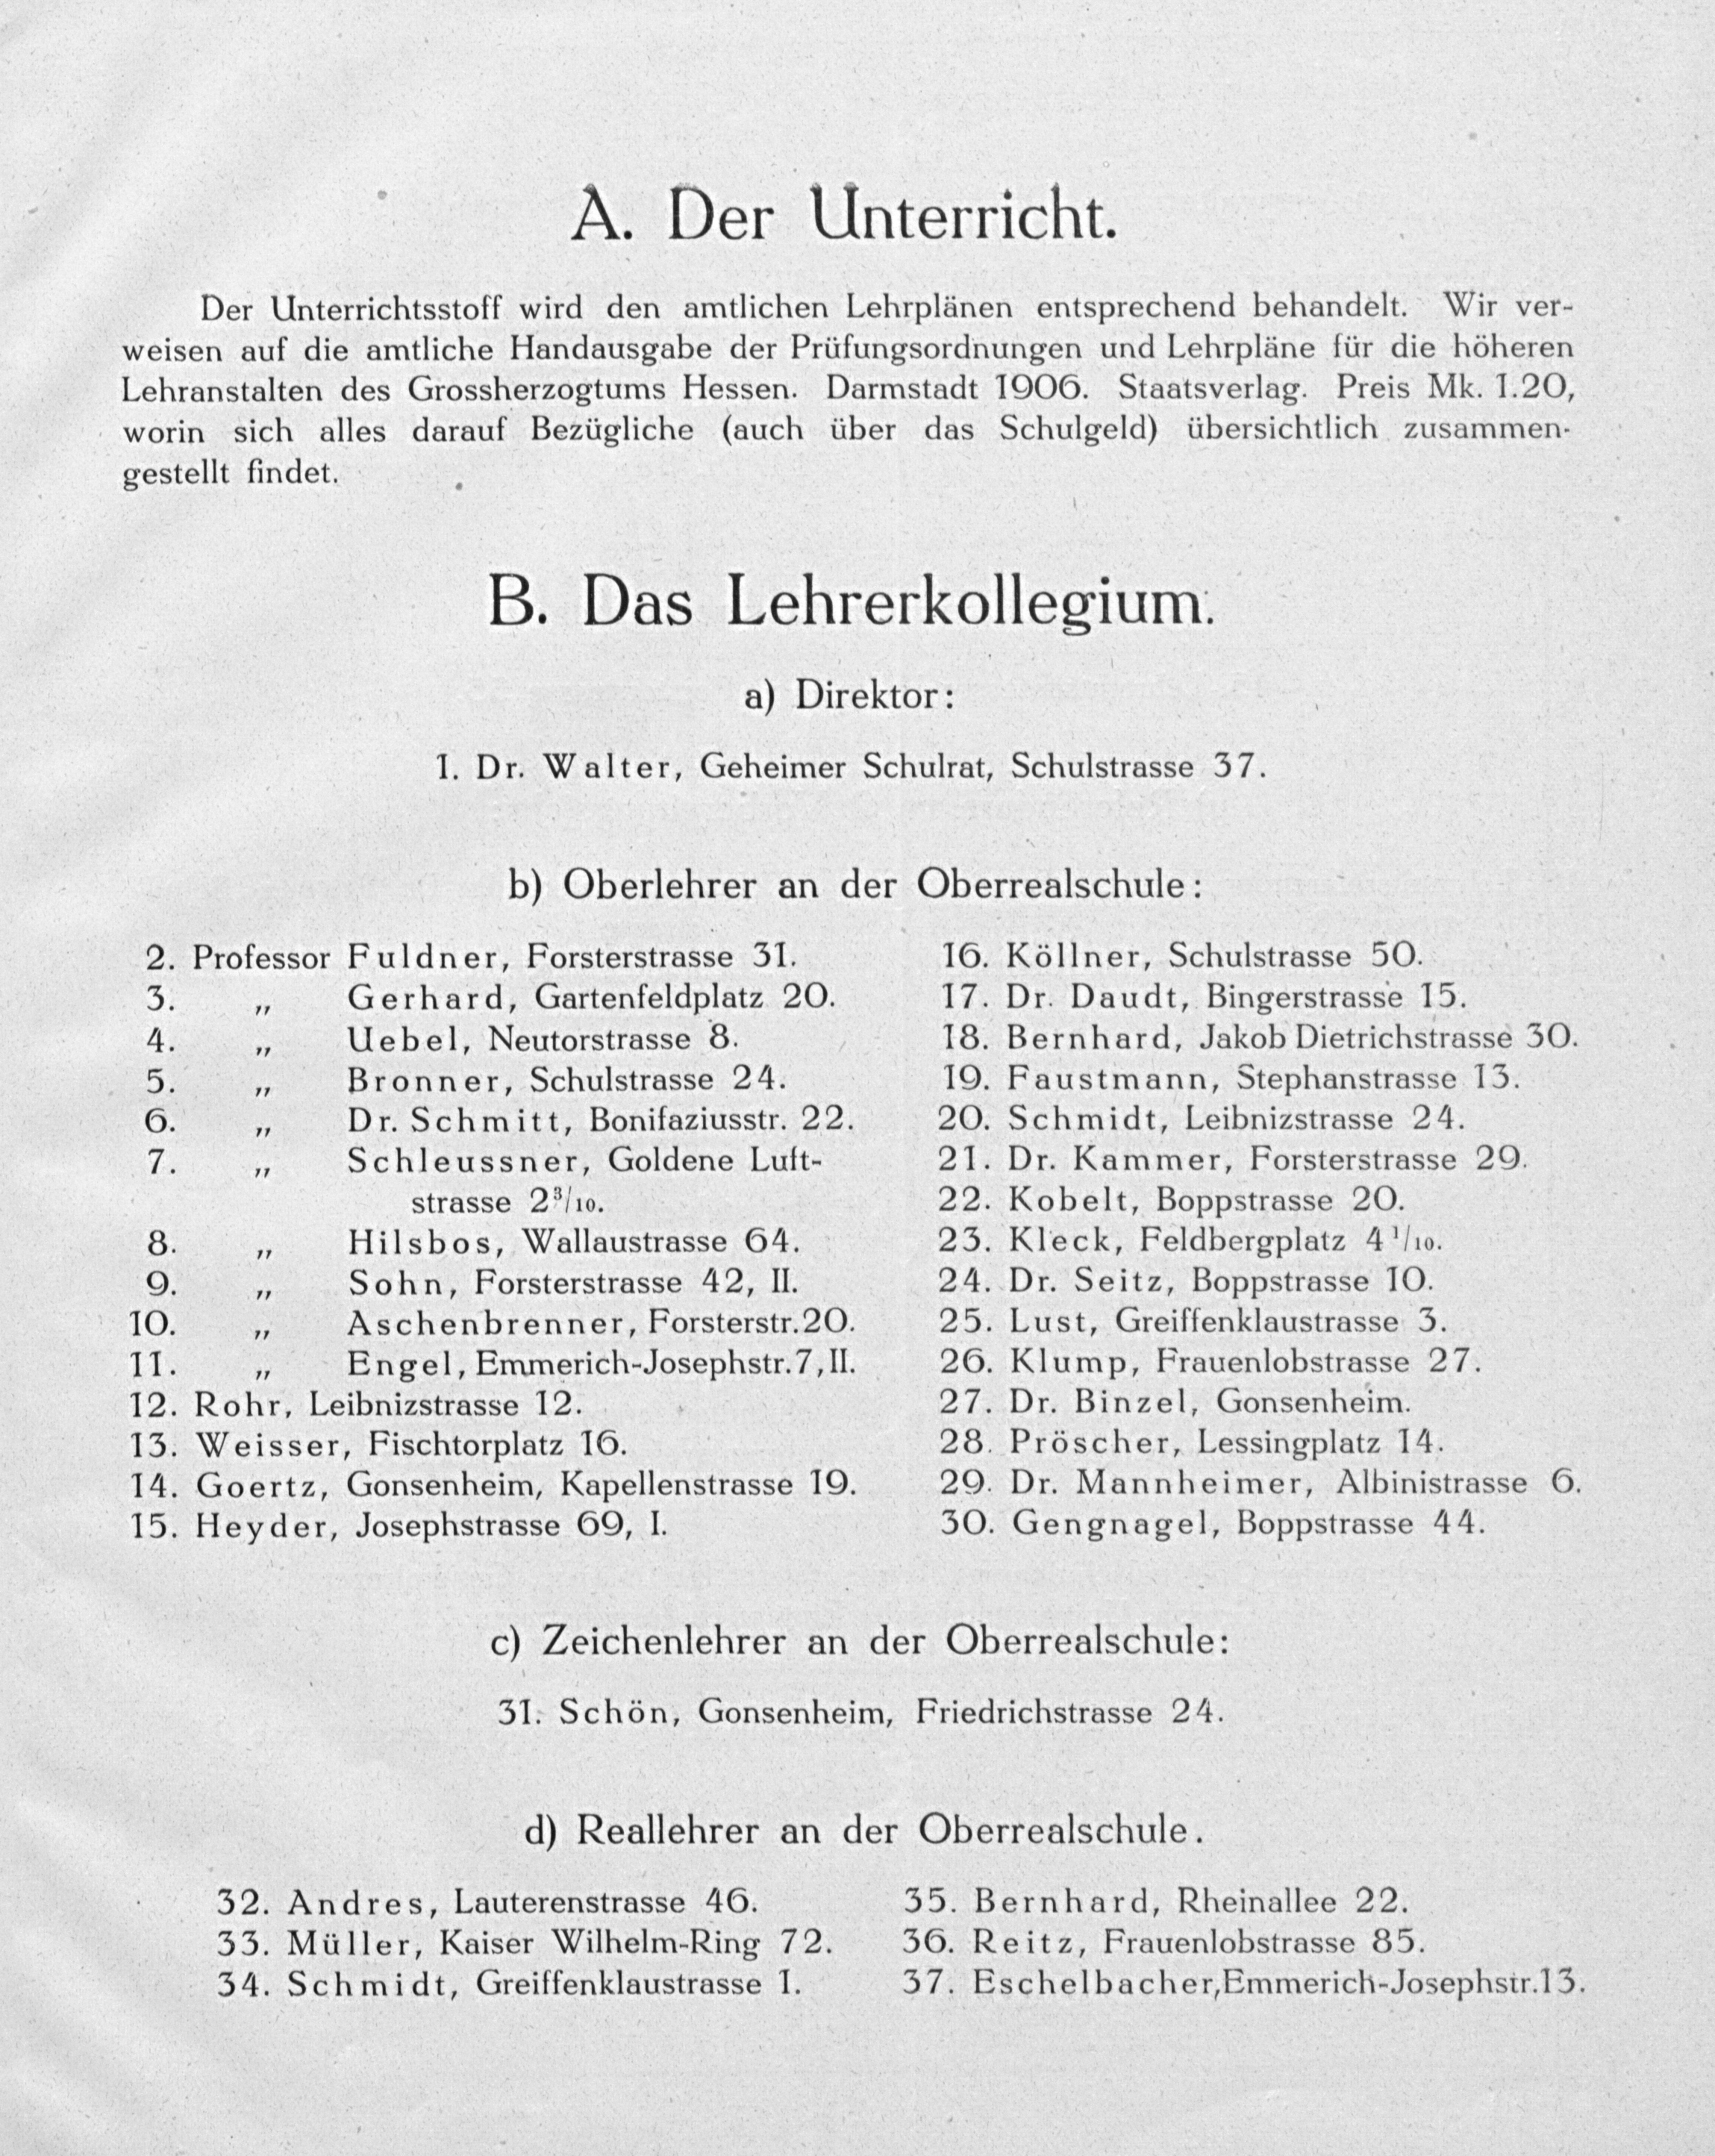 A. Der Unterricht.
Der Unterrichtsstoff wird den amtlichen Lehrplänen entsprechend behandelt. Wir ver-
weisen auf die amtliche Handausgabe der Prüfungsordnungen und Lehrpläne für die höheren
Lehranstalten des Grossherzogtums Hessen. Darmstadt 1906. Staatsverlag. Preis Mk. 1.20,
worin sich alles darauf Bezügliche (auch über das Schulgeld) übersichtlich zusammen-
gestellt findet.
B. Das Lehrerkollegium.
a) Direktor:
1. Dr. Walter, Geheimer Schulrat, Schulstrasse 37.
b) Oberlehrer an der Oberrealschule:
2. Professor Fuldner, Forsterstrasse 31.
3. „ Gerhard, Gartenfeldplatz 20.
4. „ Uebel, Neutorstrasse 8.
5. „ Bronner, Schulstrasse 24.
6. „ Dr. Schmitt, Bonifaziusstr. 22.
7. „ Schleussner, Goldene Luft-
strasse 2 3/10.
8. „ Hilsbos, Wallaustrasse 64.
9. „ Sohn, Forsterstrasse 42, II.
10. „ Aschenbrenner, Forsterstr. 20.
11. „ Engel, Emmerich-Josephstr. 7, II.
12. Rohr, Leibnizstrasse 12.
13. Weisser, Fischtorplatz 16.
14. Goertz, Gonsenheim, Kapellenstrasse 19.
15. Heyder, Josephstrasse 69, I.
16. Köllner, Schulstrasse 50.
17. Dr. Daudt, Bingerstrasse 15.
18. Bernhard, Jakob Dietrichstrasse 30.
19. Faustmann, Stephanstrasse 13.
20. Schmidt, Leibnizstrasse 24.
21. Dr. Kammer, Forsterstrasse 29.
22. Kobelt, Boppstrasse 20.
23. Kleck, Feldbergplatz 4 1/10.
24. Dr. Seitz, Boppstrasse 10.
25. Lust, Greiffenklaustrasse 3.
26. Klump, Frauenlobstrasse 27.
27. Dr. Binzel, Gonsenheim.
28. Pröscher, Lessingplatz 14.
29. Dr. Mannheimer, Albinistrasse 6.
30. Gengnagel, Boppstrasse 44.
c) Zeichenlehrer an der Oberrealschule:
31. Schön, Gonsenheim, Friedrichstrasse 24.
d) Reallehrer an der Oberrealschule.
32. Andres, Lauterenstrasse 46.
33. Müller, Kaiser Wilhelm-Ring 72.
34. Schmidt, Greiffenklaustrasse 1.
35. Bernhard, Rheinallee 22.
36. Reitz, Frauenlobstrasse 85.
37. Eschelbacher, Emmerich-Josephstr. 13.